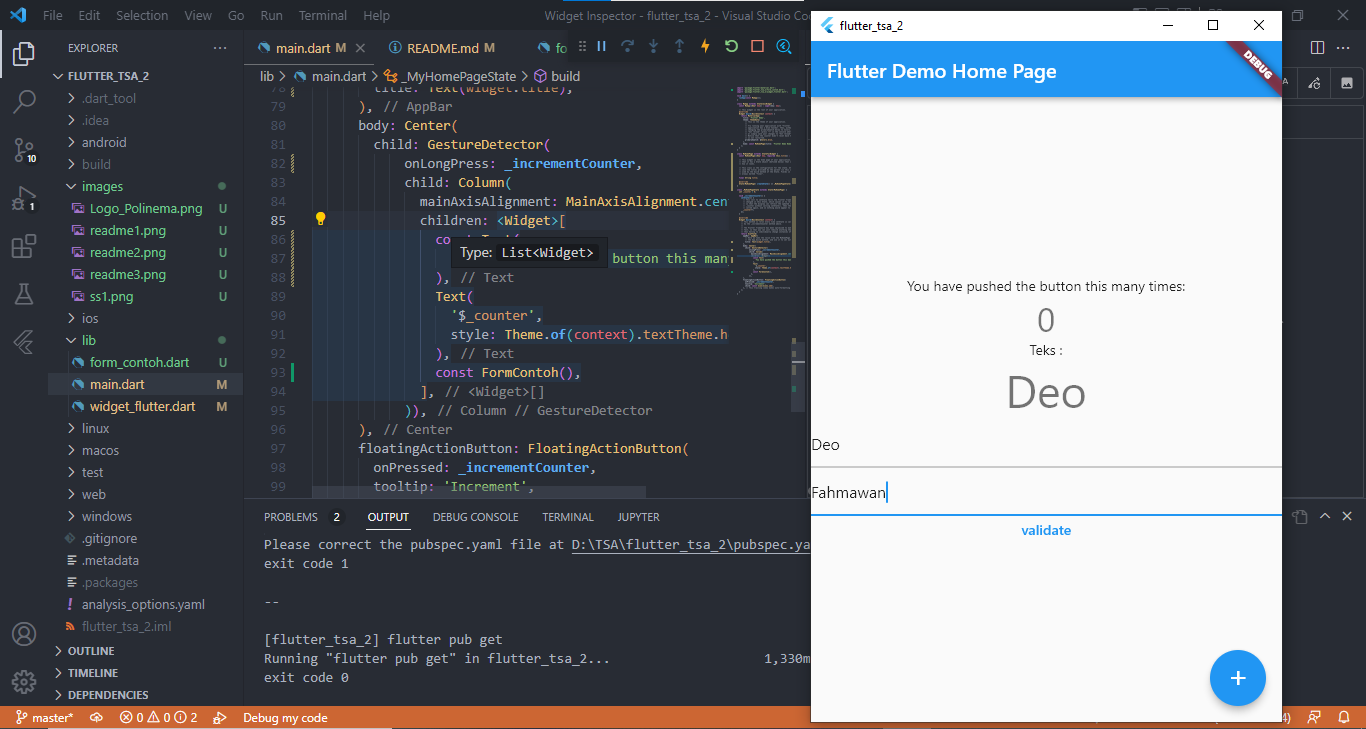 File Edit Selection View Go Run Terminal Help
Widget Inspector - flutter_tsa_2 - Visual Studio
EXPLORER
FLUTTER_TSA_2
.dart_tool
.idea
android
build
images
Logo_Polinema.png U
readme1.png U
readme2.png U
readme3.png U
ss1.png U
ios
lib
form_contoh.dart U
main.dart M
widget_flutter.dart M
linux
macos
test
web
windows
.gitignore
.metadata
.packages
analysis_options.yaml
flutter_tsa_2.iml
OUTLINE
TIMELINE
DEPENDENCIES
10
1
main.dart M
README.md M
fo
lib > main.dart > _MyHomePageState > build
78 title: Text(widget.title),
79 ), // AppBar
80 body: Center(
81 child: GestureDetector(
82 onLongPress: _incrementCounter,
83 child: Column(
84 mainAxisAlignment: MainAxisAlignment.cen
85 children: <Widget>[
86
Type: List<Widget>
87 button this man
88 ), // Text
89 Text(
90 '$_counter',
91 style: Theme.of(context).textTheme.h
92 ), // Text
93 const FormContoh(),
94 ], // <Widget>[]
95 )), // Column // GestureDetector
96 ), // Center
97 floatingActionButton: FloatingActionButton(
98 onPressed: _incrementCounter,
99 tooltip: 'Increment',
PROBLEMS 2 OUTPUT DEBUG CONSOLE TERMINAL JUPYTER
Please correct the pubspec.yaml file at D:\TSA\flutter_tsa_2\pubspec.ya
exit code 1
--
[flutter_tsa_2] flutter pub get
Running "flutter pub get" in flutter_tsa_2... 1,330m
exit code 0
master* 0 0 2 Debug my code
flutter_tsa_2
Flutter Demo Home Page
DEBUG
You have pushed the button this many times:
0
Teks :
Deo
Deo
Fahmawan
validate
+